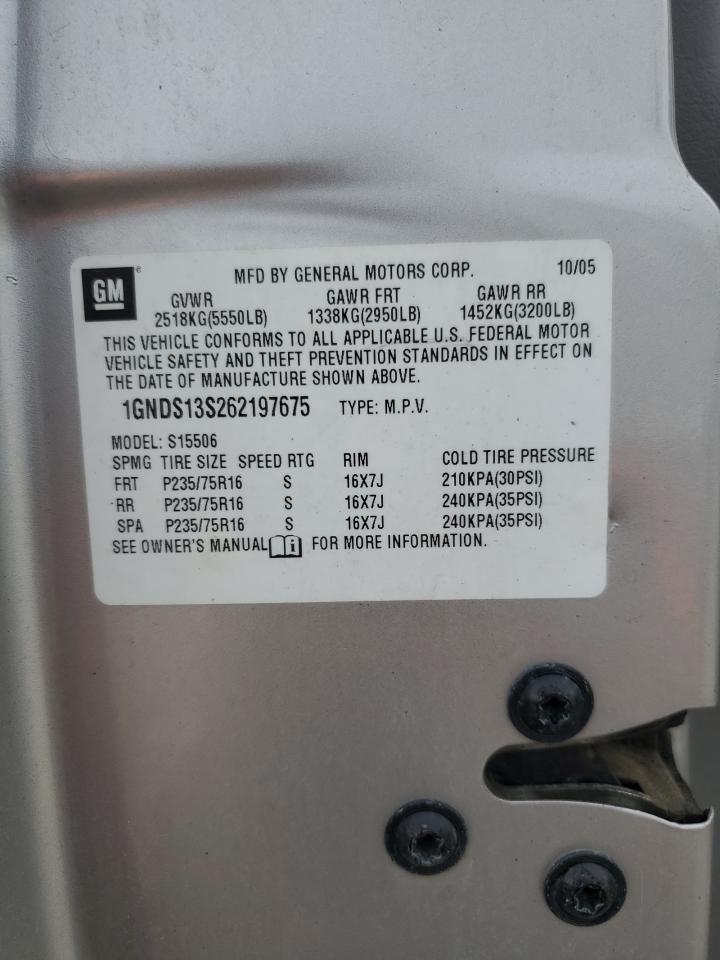 GM ® MFD BY GENERAL MOTORS CORP. 10/05
GVWR GAWR FRT GAWR RR
2518KG(5550LB) 1338KG(2950LB) 1452KG(3200LB)
THIS VEHICLE CONFORMS TO ALL APPLICABLE U.S. FEDERAL MOTOR
VEHICLE SAFETY AND THEFT PREVENTION STANDARDS IN EFFECT ON
THE DATE OF MANUFACTURE SHOWN ABOVE.
1GNDS13S262197675 TYPE: M.P.V.
MODEL: S15506
SPMG TIRE SIZE SPEED RTG RIM COLD TIRE PRESSURE
FRT P235/75R16 S 16X7J 210KPA(30PSI)
RR P235/75R16 S 16X7J 240KPA(35PSI)
SPA P235/75R16 S 16X7J 240KPA(35PSI)
SEE OWNER'S MANUAL i FOR MORE INFORMATION.